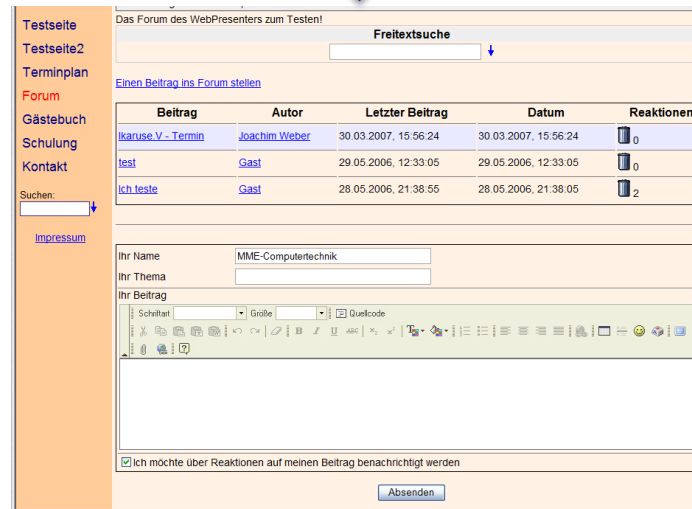 Testseite
Testseite2
Terminplan
Forum
Gästebuch
Schulung
Kontakt
Suchen:
Impressum
Das Forum des WebPresenters zum Testen!
Freitextsuche
Einen Beitrag ins Forum stellen
Beitrag Autor Letzter Beitrag Datum Reaktionen
Ikaruse.V - Termin Joachim Weber 30.03.2007, 15:56:24 30.03.2007, 15:56:24 0
test Gast 29.05.2006, 12:33:05 29.05.2006, 12:33:05 0
Ich teste Gast 28.05.2006, 21:38:55 28.05.2006, 21:38:05 2
Ihr Name MME-Computertechnik
Ihr Thema
Ihr Beitrag
Schriftart Größe Quellcode
B I U ABC
Ich möchte über Reaktionen auf meinen Beitrag benachrichtigt werden
Absenden